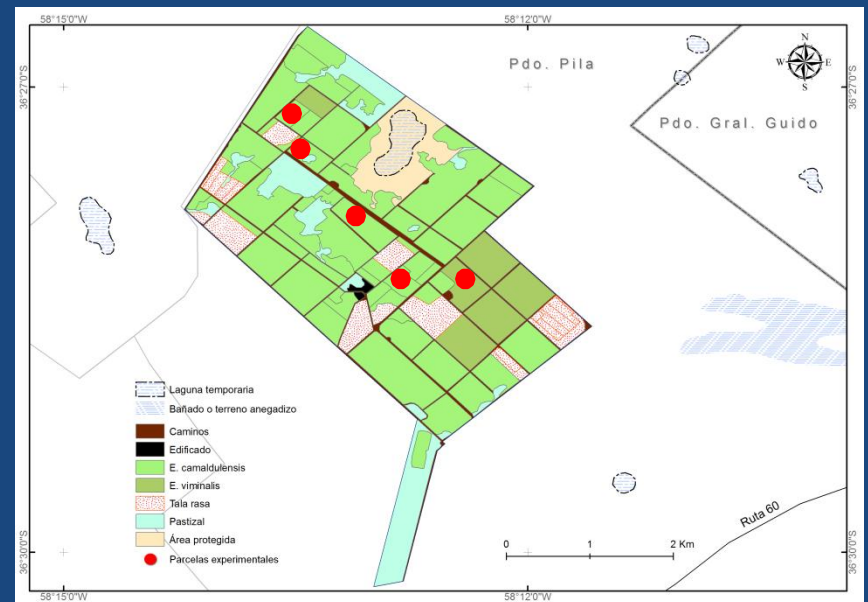 58°15'0"W
58°12'0"W
36°27'0"S
36°27'0"S
Pdo. Pila
N
W
E
S
Pdo. Gral. Guido
Laguna temporaria
Bañado o terreno anegadizo
Caminos
Edificado
E. camaldulensis
E. viminalis
Tala rasa
Pastizal
Área protegida
Parcelas experimentales
0
1
2 Km
Ruta 60
36°30'0"S
36°30'0"S
58°15'0"W
58°12'0"W